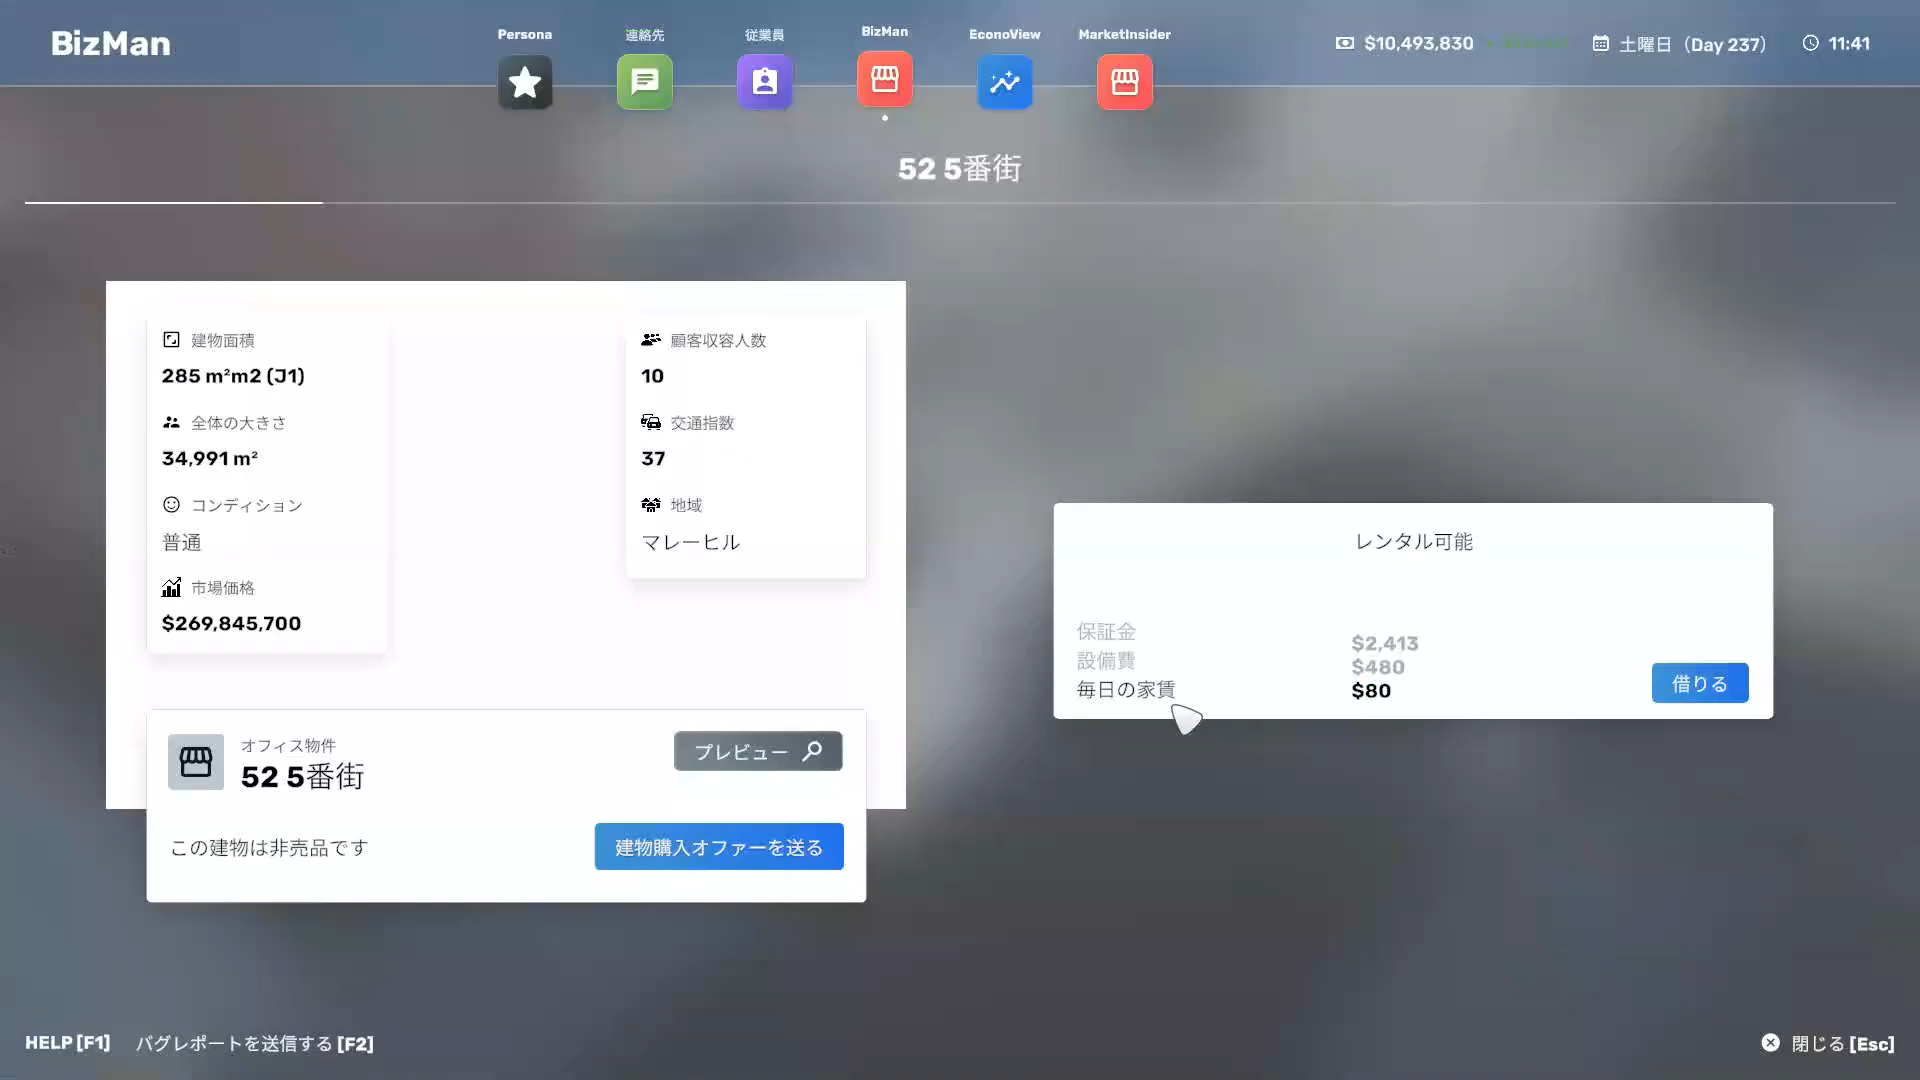 BizMan
Persona
連絡先
従業員
BizMan
EconoView
MarketInsider
$10,493,830
土曜日（Day 237）
11:41
52 5番街
建物面積
285 m²m2 (J1)
全体の大きさ
34,991 m²
コンディション
普通
市場価格
$269,845,700
顧客収容人数
10
交通指数
37
地域
マレーヒル
オフィス物件
52 5番街
プレビュー
この建物は非売品です
建物購入オファーを送る
レンタル可能
保証金
$2,413
設備費
$480
毎日の家賃
$80
借りる
HELP [F1]
バグレポートを送信する [F2]
閉じる [Esc]